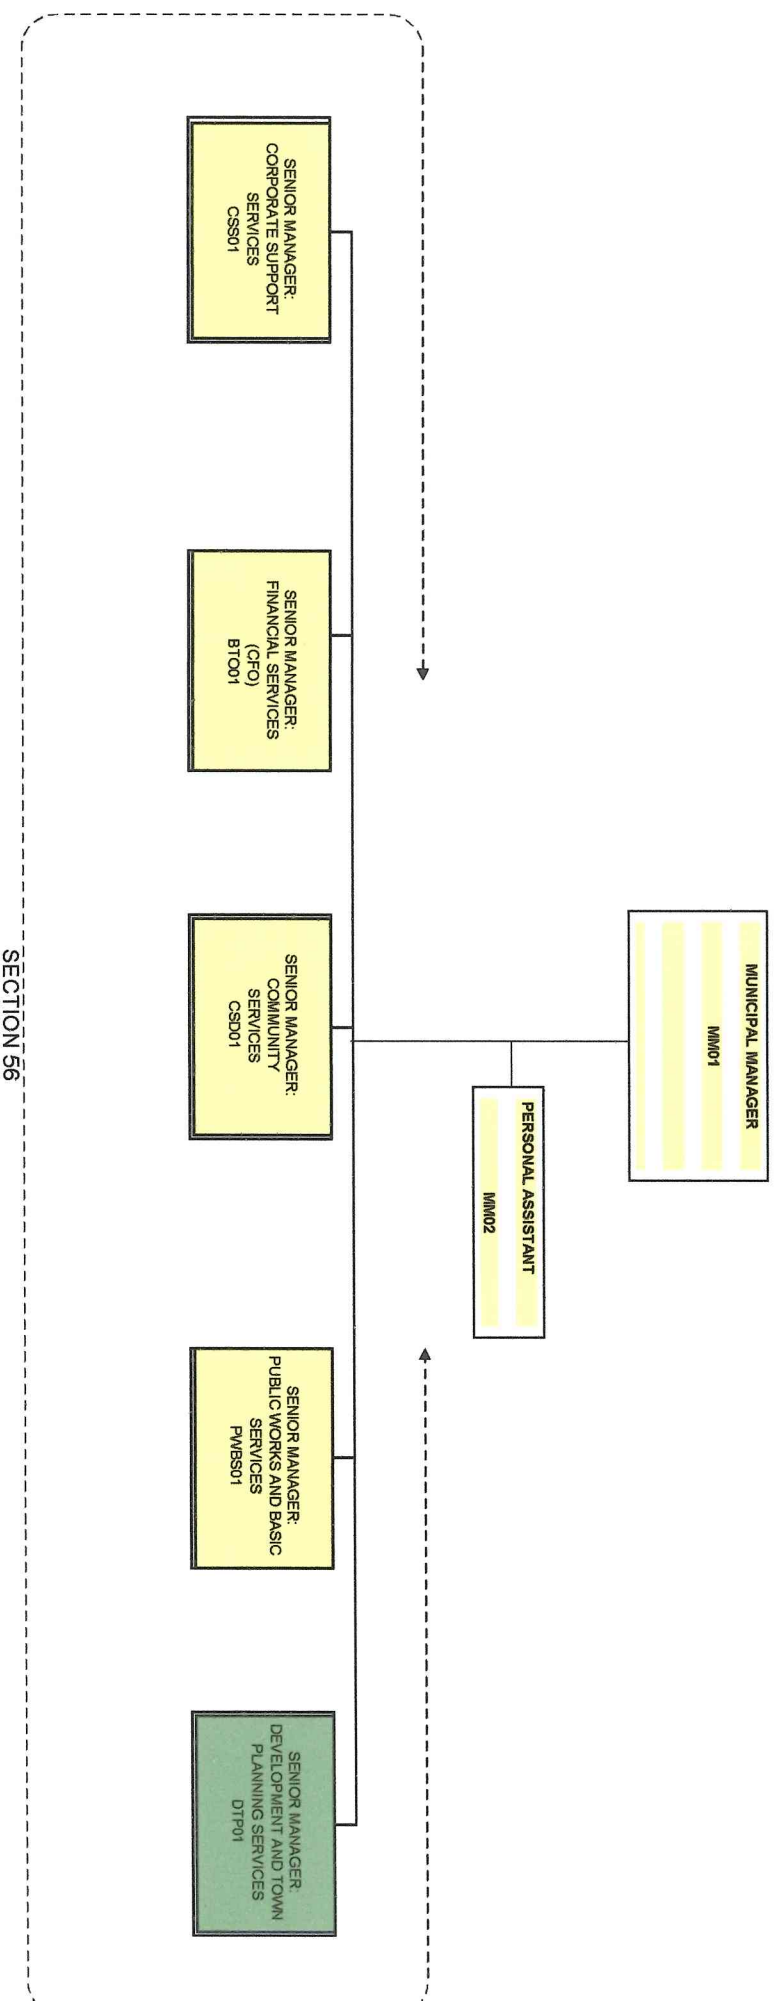 MUNICIPAL MANAGER
MM01
PERSONAL ASSISTANT
MM02
SENIOR MANAGER:
CORPORATE SUPPORT
SERVICES
CSS01
SENIOR MANAGER:
FINANCIAL SERVICES
(CFO)
BTO01
SENIOR MANAGER:
COMMUNITY
SERVICES
CSD01
SENIOR MANAGER:
PUBLIC WORKS AND BASIC
SERVICES
PWBS01
SENIOR MANAGER:
DEVELOPMENT AND TOWN
PLANNING SERVICES
DTP01
SECTION 56